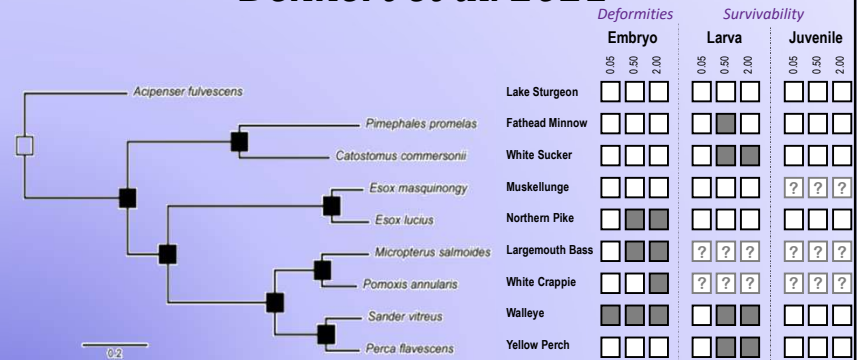 Deformities Survivability
Embryo Larva Juvenile
0.05 0.50 2.00 0.05 0.50 2.00 0.05 0.50 2.00
Acipenser fulvescens Lake Sturgeon
Pimephales promelas Fathead Minnow
Catostomus commersonii White Sucker
Esox masquinongy Muskellunge ? ? ?
Esox lucius Northern Pike
Micropterus salmoides Largemouth Bass ? ? ? ? ? ?
Pomoxis annularis White Crappie ? ? ? ? ? ?
Sander vitreus Walleye
Perca flavescens Yellow Perch
0.2